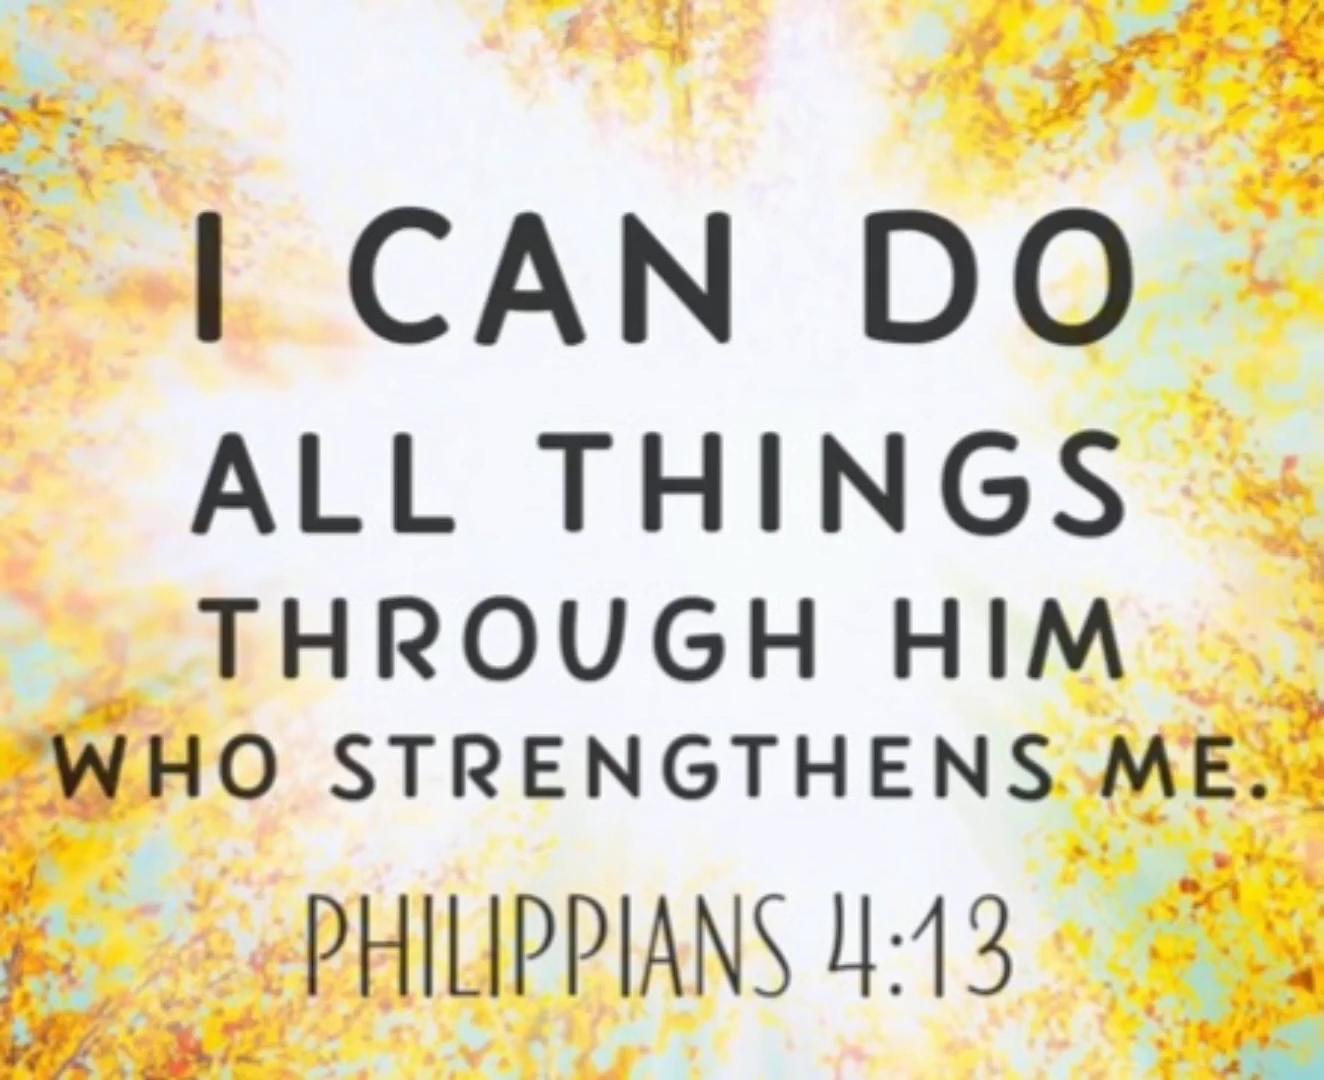 I CAN DO
ALL THINGS
THROUGH HIM
WHO STRENGTHENS ME.
PHILIPPIANS 4:13